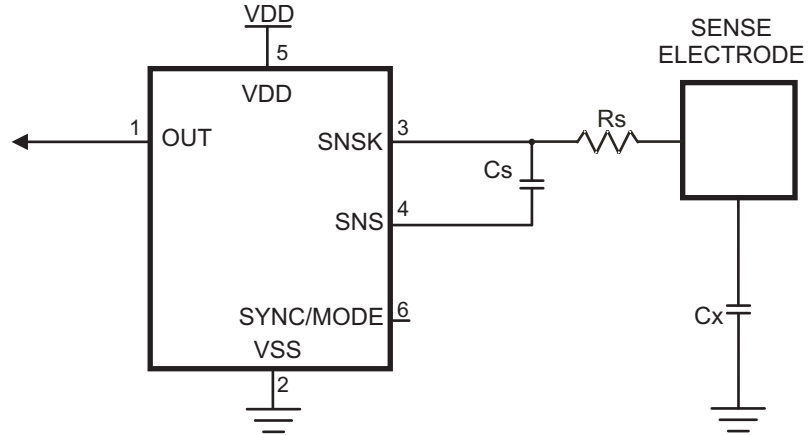 VDD
5
VDD
SENSE
ELECTRODE
1
OUT
SNSK
3
Rs
Cs
SNS
4
SYNC/MODE
6
Cx
VSS
2